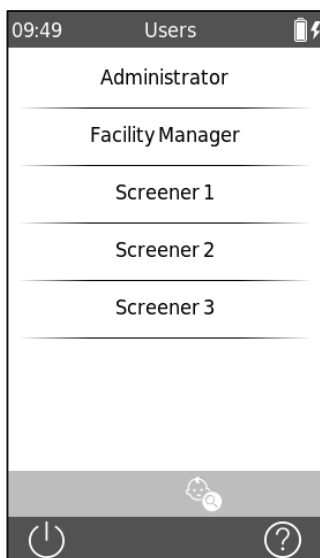 09:49 Users
Administrator
Facility Manager
Screener 1
Screener 2
Screener 3
?